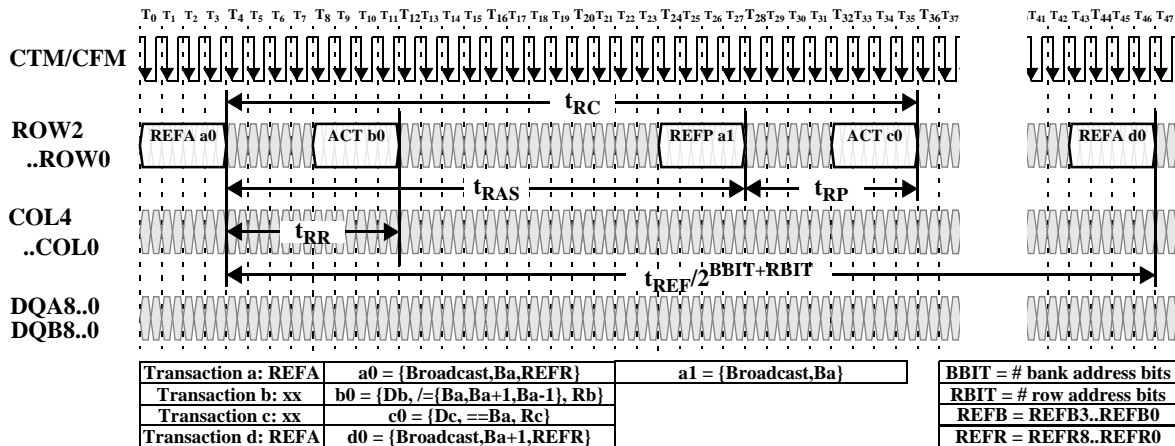 T0 T1 T2 T3 T4 T5 T6 T7 T8 T9 T10 T11 T12 T13 T14 T15 T16 T17 T18 T19 T20 T21 T22 T23 T24 T25 T26 T27 T28 T29 T30 T31 T32 T33 T34 T35 T36 T37 T41 T42 T43 T44 T45 T46 T47
CTM/CFM
tRC
ROW2
..ROW0
REFA a0 ACT b0 REFP a1 ACT c0 REFA d0
tRAS tRP
COL4
..COL0
tRR
tREF/2^BBIT+RBIT
DQA8..0
DQB8..0
Transaction a: REFA a0 = {Broadcast,Ba,REFR} a1 = {Broadcast,Ba}
Transaction b: xx b0 = {Db, /={Ba,Ba+1,Ba-1}, Rb}
Transaction c: xx c0 = {Dc, ==Ba, Rc}
Transaction d: REFA d0 = {Broadcast,Ba+1,REFR}
BBIT = # bank address bits
RBIT = # row address bits
REFB = REFB3..REFB0
REFR = REFR8..REFR0